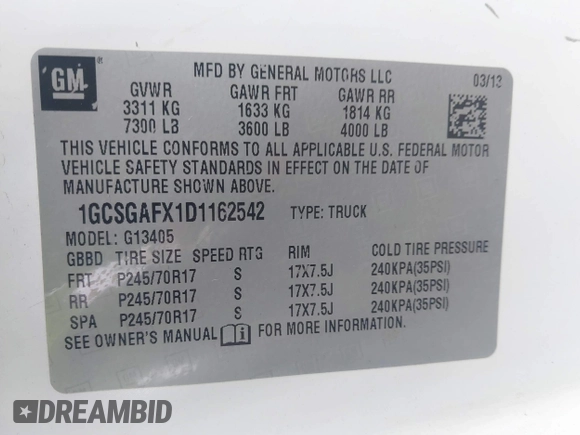 GM
MFD BY GENERAL MOTORS LLC
03/13
GVWR GAWR FRT GAWR RR
3311 KG 1633 KG 1814 KG
7300 LB 3600 LB 4000 LB
THIS VEHICLE CONFORMS TO ALL APPLICABLE U.S. FEDERAL MOTOR
VEHICLE SAFETY STANDARDS IN EFFECT ON THE DATE OF
MANUFACTURE SHOWN ABOVE.
1GCSGAFX1D1162542 TYPE: TRUCK
MODEL: G13405
GBBD TIRE SIZE SPEED RTG RIM COLD TIRE PRESSURE
FRT P245/70R17 S 17X7.5J 240KPA(35PSI)
RR P245/70R17 S 17X7.5J 240KPA(35PSI)
SPA P245/70R17 S 17X7.5J 240KPA(35PSI)
SEE OWNER'S MANUAL FOR MORE INFORMATION.
DREAMBID